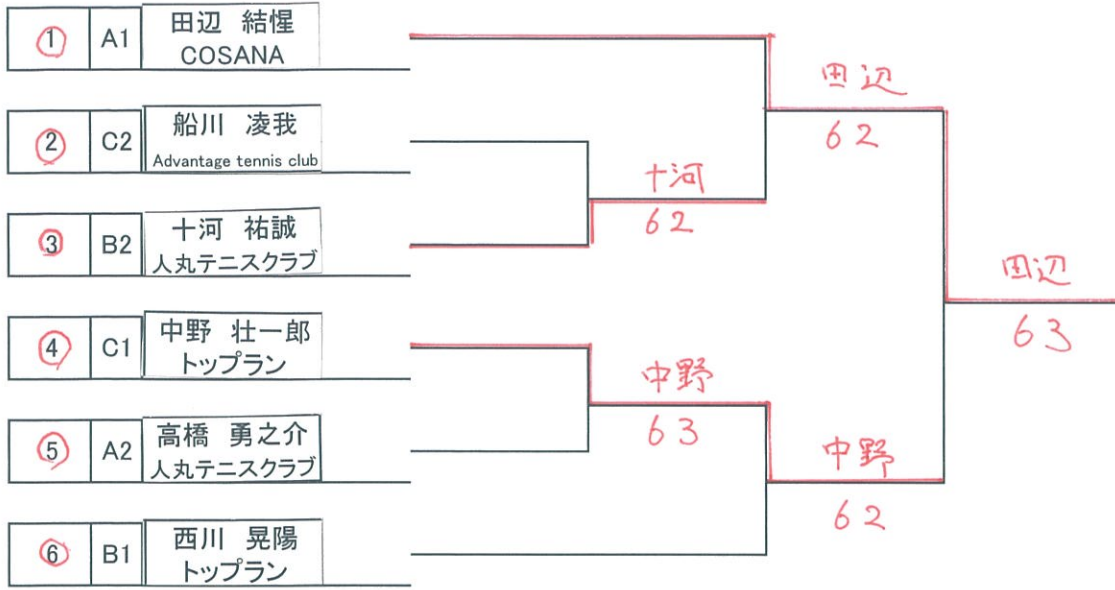 ① A1 田辺 結惺
COSANA
② C2 船川 凌我
Advantage tennis club
③ B2 十河 祐誠
人丸テニスクラブ
④ C1 中野 壮一郎
トップラン
⑤ A2 高橋 勇之介
人丸テニスクラブ
⑥ B1 西川 晃陽
トップラン
十河
62
中野
63
田辺
62
中野
62
田辺
63